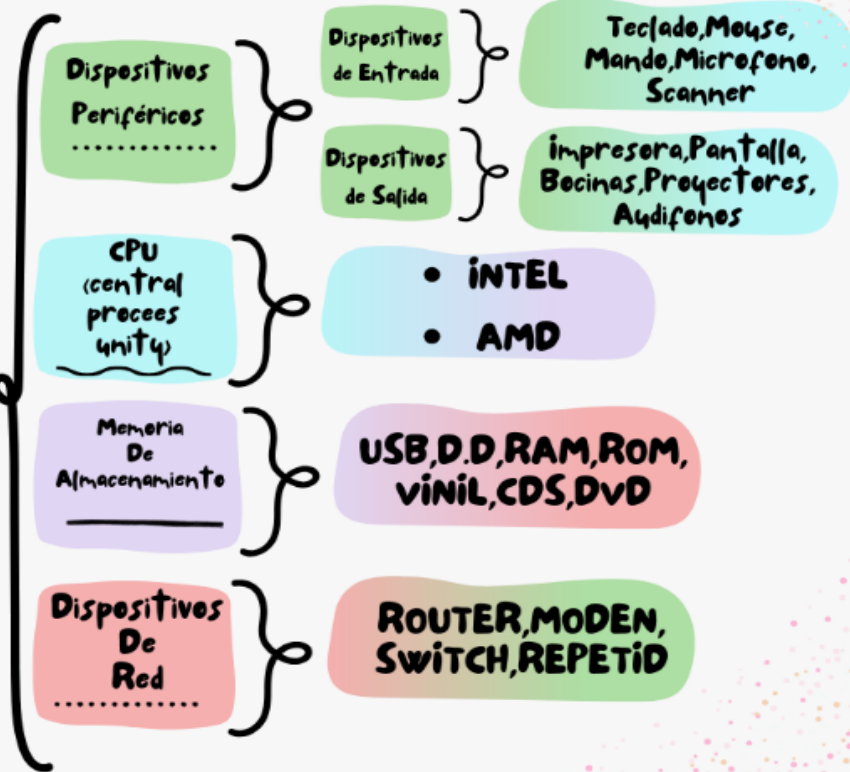 Dispositivos
Periféricos
Dispositivos
de Entrada
Teclado,Mouse,
Mando,Microfono,
Scanner
Dispositivos
de Salida
impresora,Pantalla,
Bocinas,Proyectores,
Audifonos
CPU
(central
procees
unity)
• iNTEL
• AMD
Memoria
De
Almacenamiento
USB,D.D,RAM,ROM,
ViNiL,CDS,DVD
Dispositivos
De
Red
ROUTER,MODEN,
SWiTCH,REPETiD